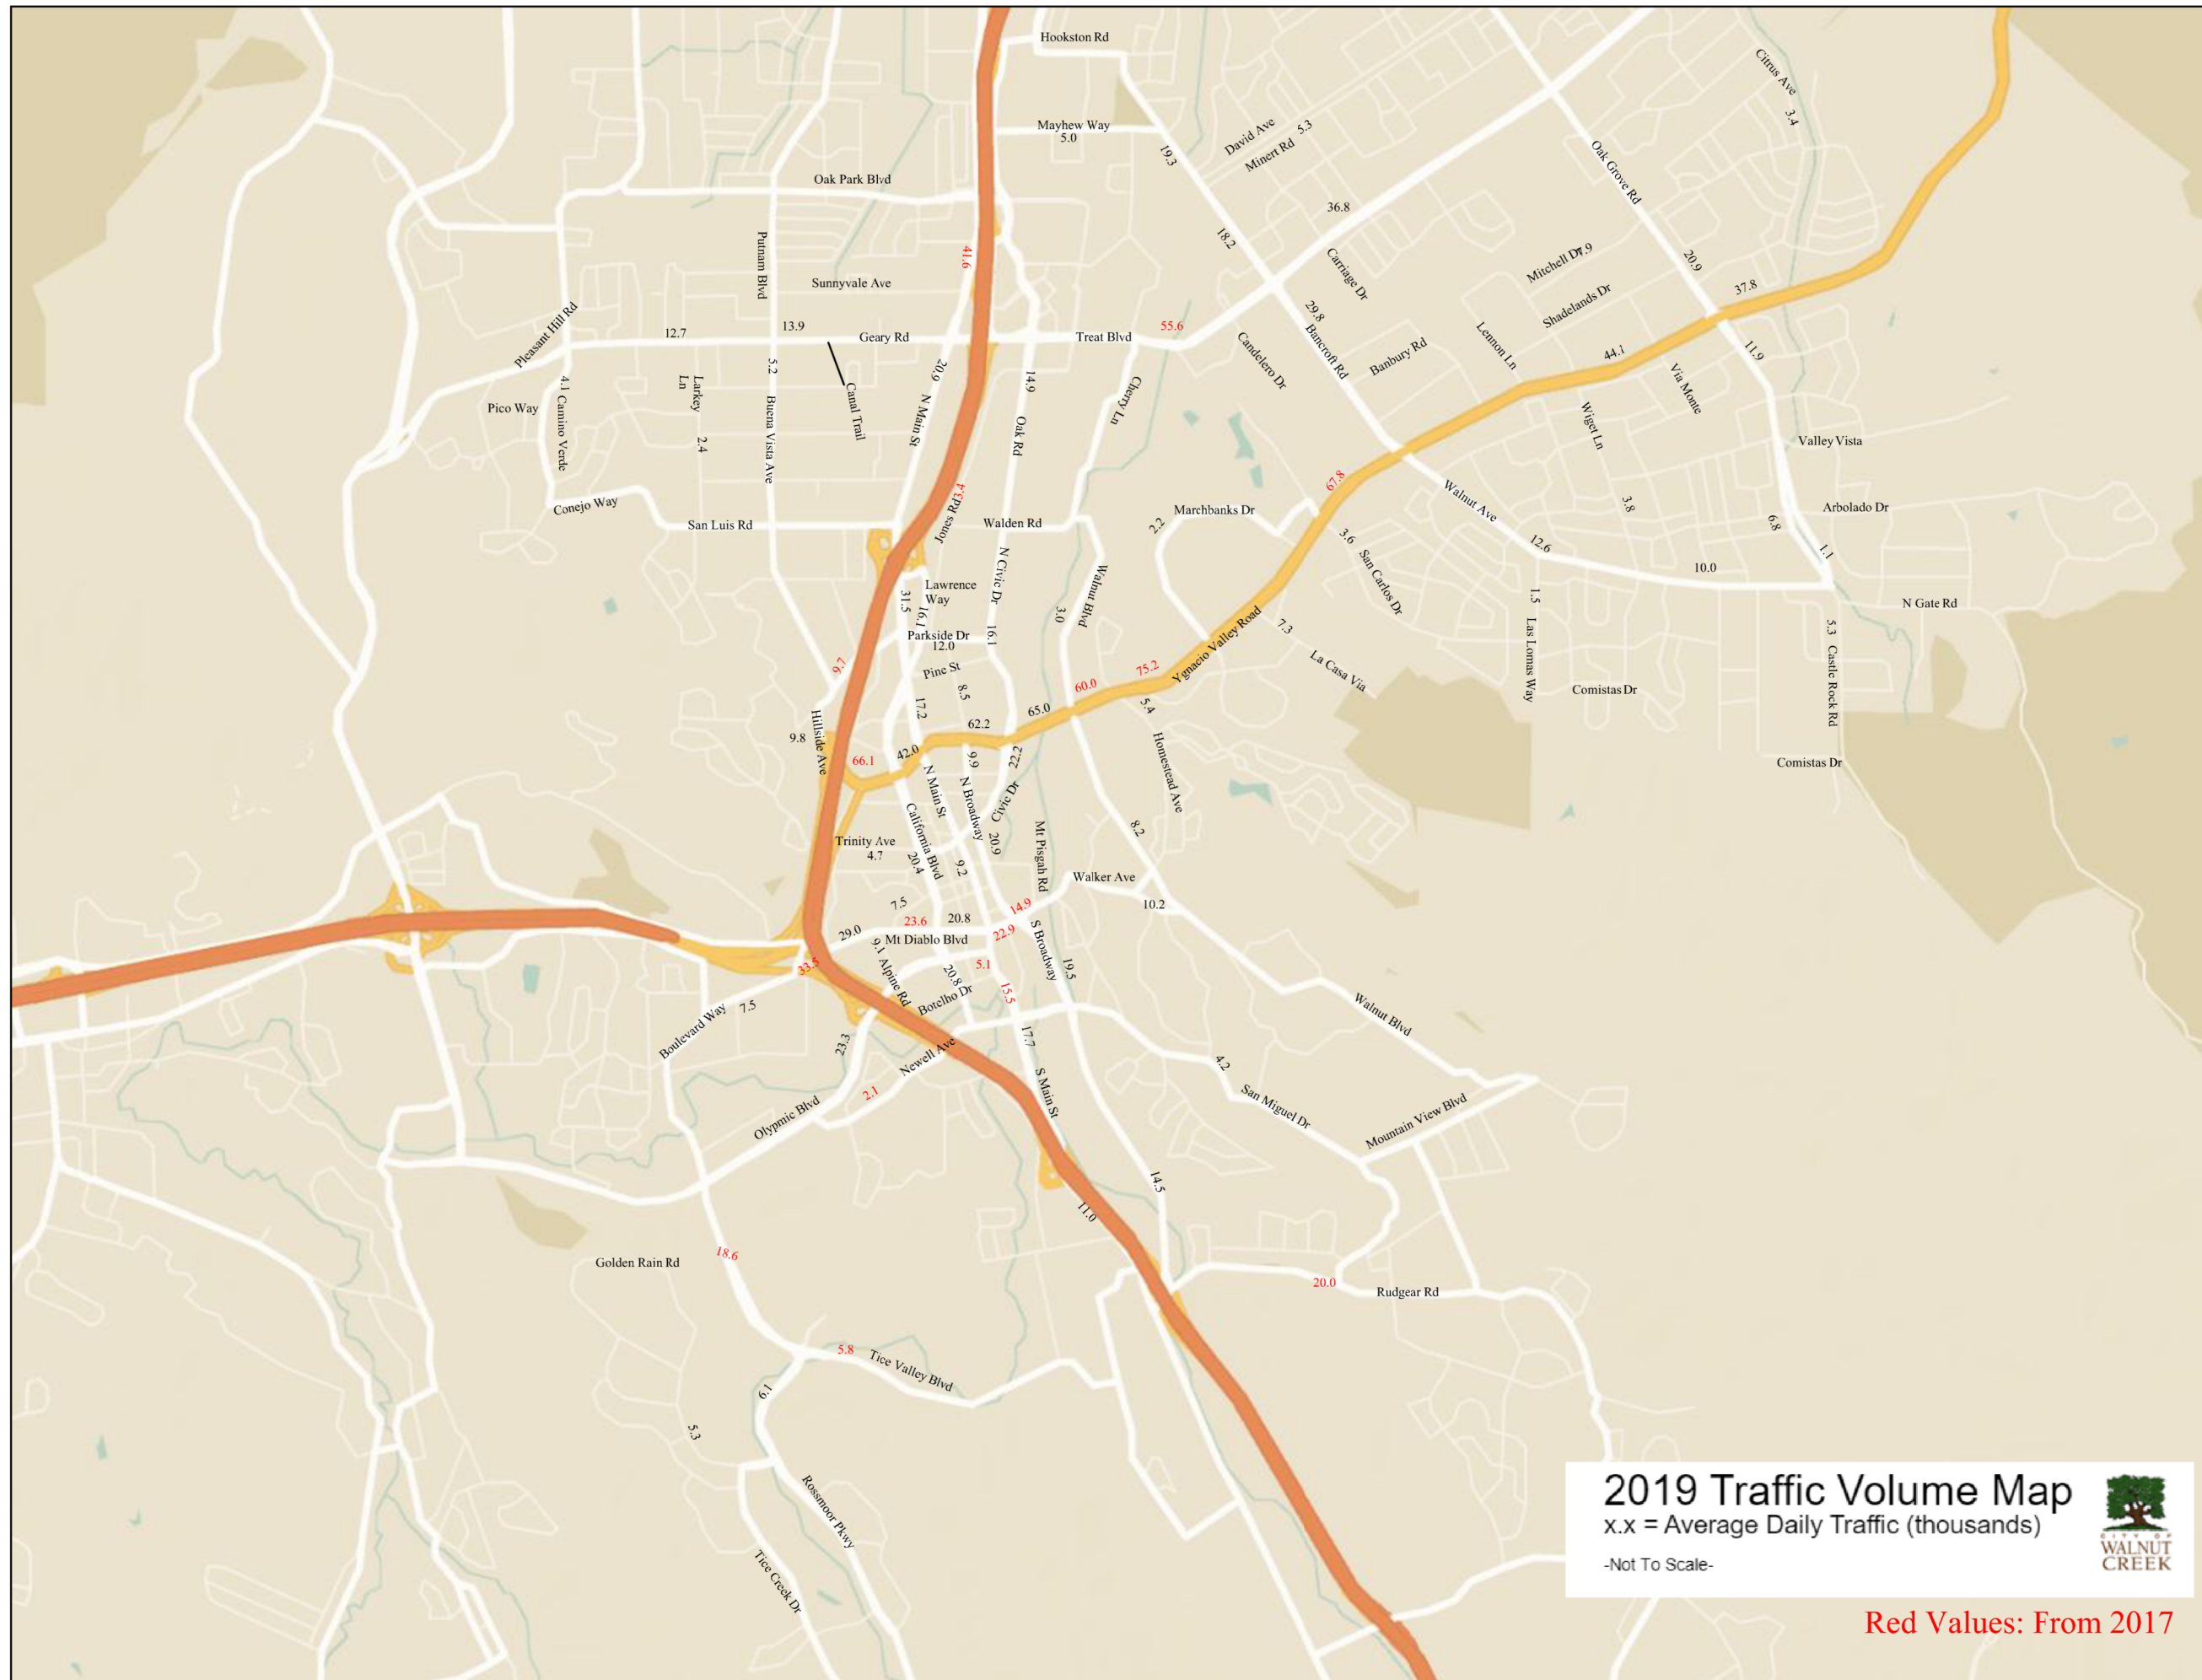 Hookston Rd
Citrus Ave
3.4
Mayhew Way
5.0
19.3
David Ave
5.3
Minert Rd
Oak Grove Rd
Oak Park Blvd
36.8
18.2
Putnam Blvd
41.6
Sunnyvale Ave
Carriage Dr
Mitchell Dr
7.9
20.9
37.8
Shadelands Dr
Pleasant Hill Rd
12.7
13.9
Geary Rd
Treat Blvd
55.6
29.8
Bancroft Rd
Candelero Dr
Banbury Rd
Lennon Ln
44.1
11.9
Via Monte
4.1
Camino Verde
Pico Way
Larkey
Ln
2.4
5.2
Buena Vista Ave
Canal Trail
20.9
N Main St
14.9
Oak Rd
Cherry Ln
Wiget Ln
3.8
Valley Vista
Conejo Way
San Luis Rd
Jones Rd
3.4
Walden Rd
Marchbanks Dr
2.2
67.8
Walnut Ave
12.6
10.0
Arbolado Dr
6.8
1.1
3.6
San Carlos Dr
N Civic Dr
16.1
Walnut Blvd
3.0
Lawrence
Way
31.5
16.1
Parkside Dr
12.0
1.5
Las Lomas Way
N Gate Rd
5.3
Castle Rock Rd
7.3
La Casa Via
Ygnacio Valley Road
9.7
Pine St
8.5
17.2
60.0
75.2
5.4
Comistas Dr
Hillside Ave
9.8
62.2
65.0
66.1
42.0
9.9
22.2
Homestead Ave
Comistas Dr
N Main St
N Broadway
Civic Dr
California Blvd
20.4
9.2
20.9
Mt Pisgah Rd
8.2
Trinity Ave
4.7
Walker Ave
10.2
7.5
23.6
20.8
14.9
29.0
Mt Diablo Blvd
22.9
S Broadway
19.5
9.1
Alpine Rd
20.8
5.1
33.5
15.5
Botelho Dr
Boulevard Way
7.5
23.3
17.7
Walnut Blvd
Newell Ave
4.2
2.1
S Main St
San Miguel Dr
Mountain View Blvd
Olypmic Blvd
14.5
11.0
Golden Rain Rd
18.6
20.0
Rudgear Rd
5.8
Tice Valley Blvd
6.1
5.3
Rossmoor Pkwy
Tice Creek Dr
2019 Traffic Volume Map
x.x = Average Daily Traffic (thousands)
-Not To Scale-
CITY OF
WALNUT
CREEK
Red Values: From 2017